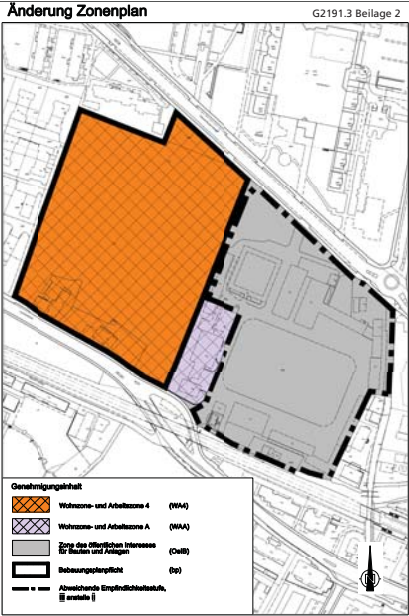 Änderung Zonenplan
G2191.3 Beilage 2
Genehmigungsinhalt
Wohnzone- und Arbeitszone 4 (WA4)
Wohnzone- und Arbeitszone A (WAA)
Zone des öffentlichen Interesses
für Bauten und Anlagen (OeIB)
Bebauungsplanpflicht (bp)
Abweichende Empfindlichkeitsstufe,
III anstelle II
N